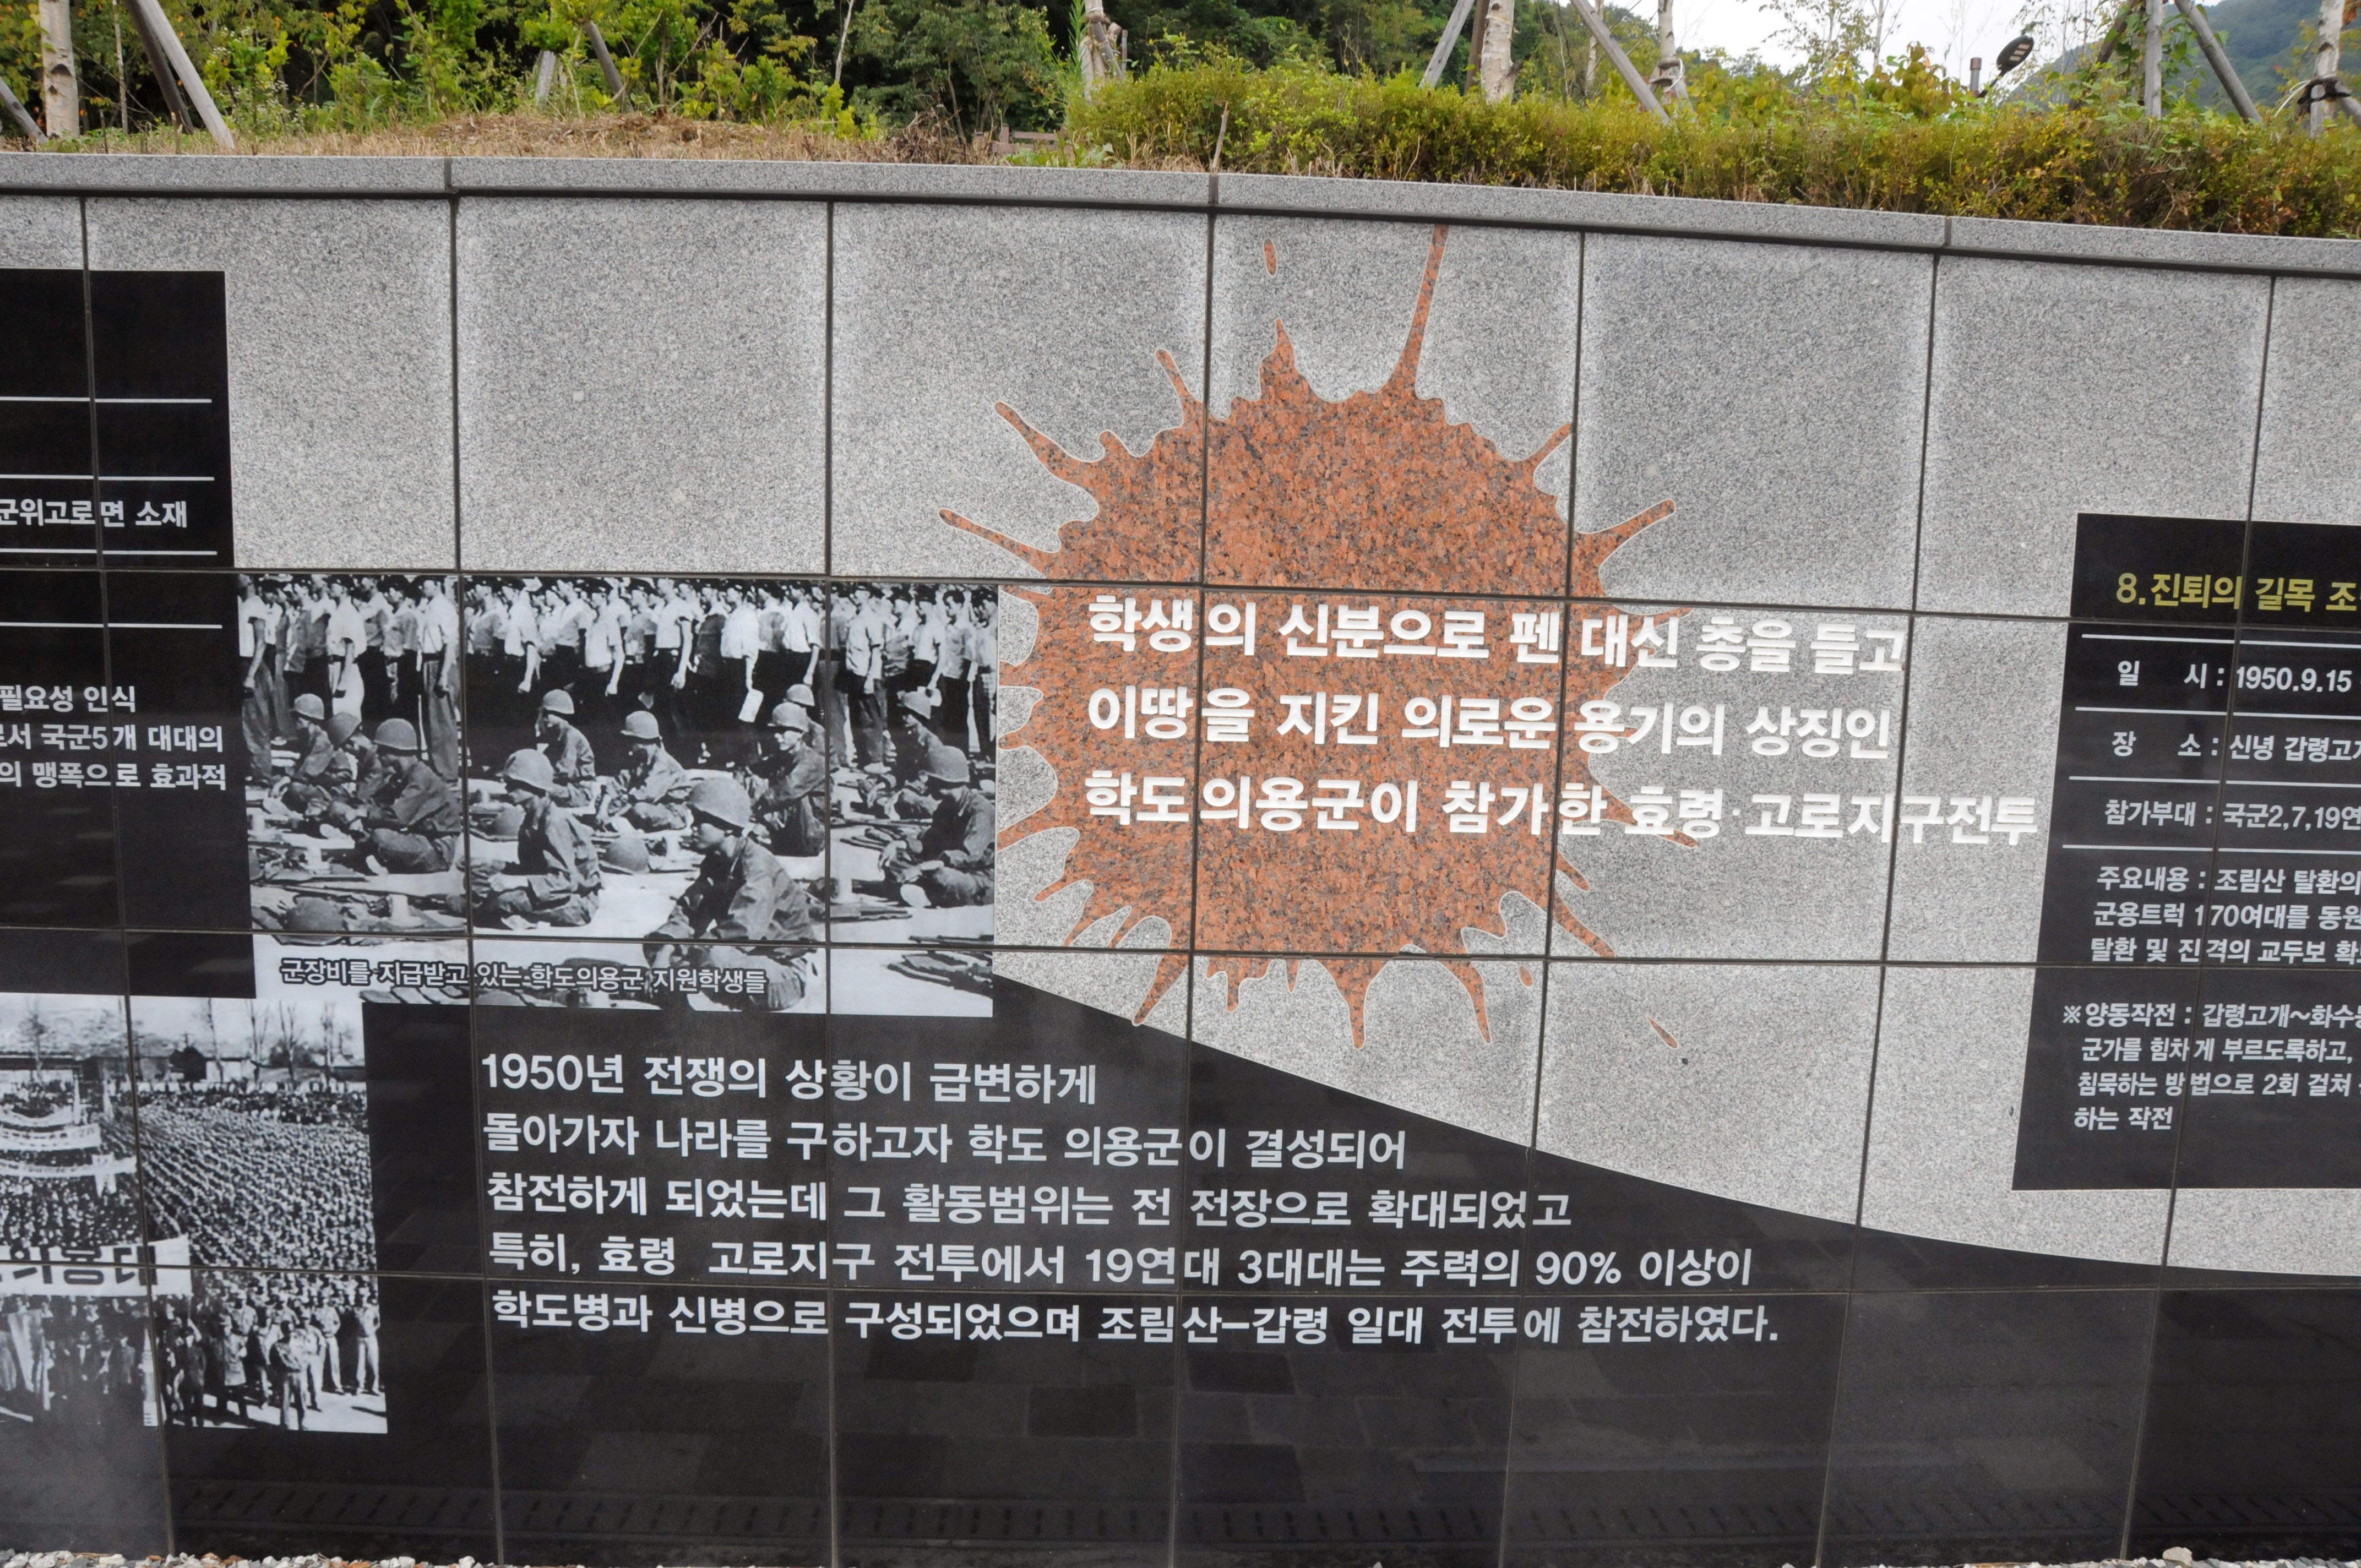 군위고로면 소재
필요성 인식
로서 국군5개 대대의
의 맹폭으로 효과적
학생의 신분으로 펜 대신 총을 들고
이땅을 지킨 의로운 용기의 상징인
학도의용군이 참가한 효령·고로지구전투
군장비를 지급받고 있는 학도의용군 지원학생들
1950년 전쟁의 상황이 급변하게
돌아가자 나라를 구하고자 학도 의용군이 결성되어
참전하게 되었는데 그 활동범위는 전 전장으로 확대되었고
특히, 효령 고로지구 전투에서 19연대 3대대는 주력의 90% 이상이
학도병과 신병으로 구성되었으며 조림산-갑령 일대 전투에 참전하였다.
의용대
8.진퇴의 길목 조
일 시 : 1950.9.15
장 소 : 신녕 갑령고개
참가부대 : 국군2,7,19연
주요내용 : 조림산 탈환의
군용트럭 170여대를 동원
탈환 및 진격의 교두보 확
※양동작전 : 갑령고개~화수
군가를 힘차게 부르도록하고,
침묵하는 방법으로 2회 걸쳐
하는 작전